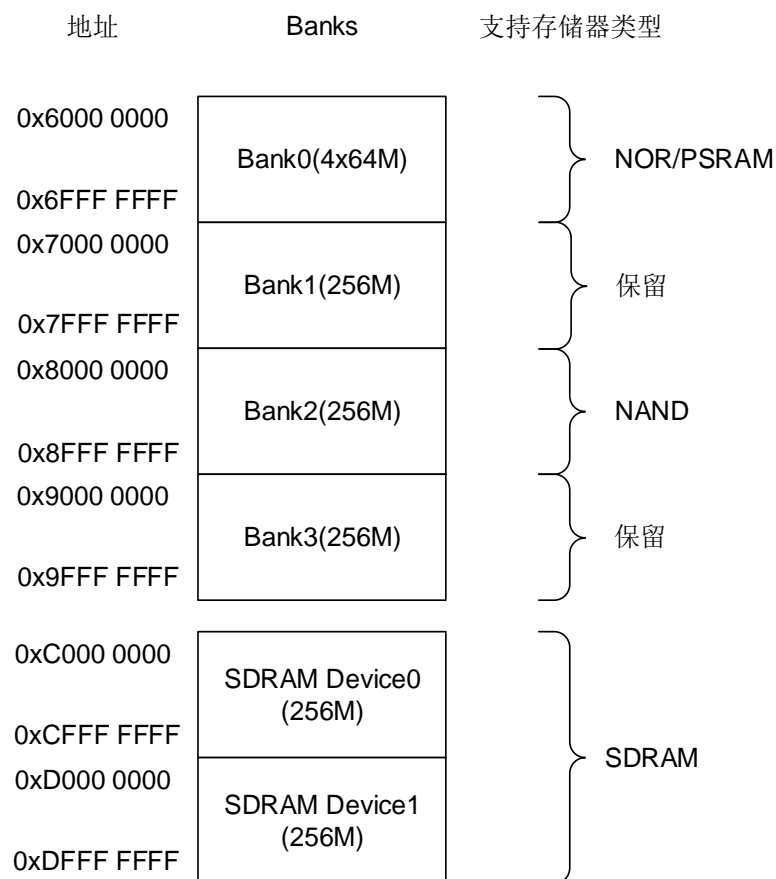 地址 Banks 支持存储器类型
0x6000 0000
Bank0(4x64M) NOR/PSRAM
0x6FFF FFFF
0x7000 0000
Bank1(256M) 保留
0x7FFF FFFF
0x8000 0000
Bank2(256M) NAND
0x8FFF FFFF
0x9000 0000
Bank3(256M) 保留
0x9FFF FFFF
0xC000 0000
SDRAM Device0
(256M)
0xCFFF FFFF
SDRAM
0xD000 0000
SDRAM Device1
(256M)
0xDFFF FFFF